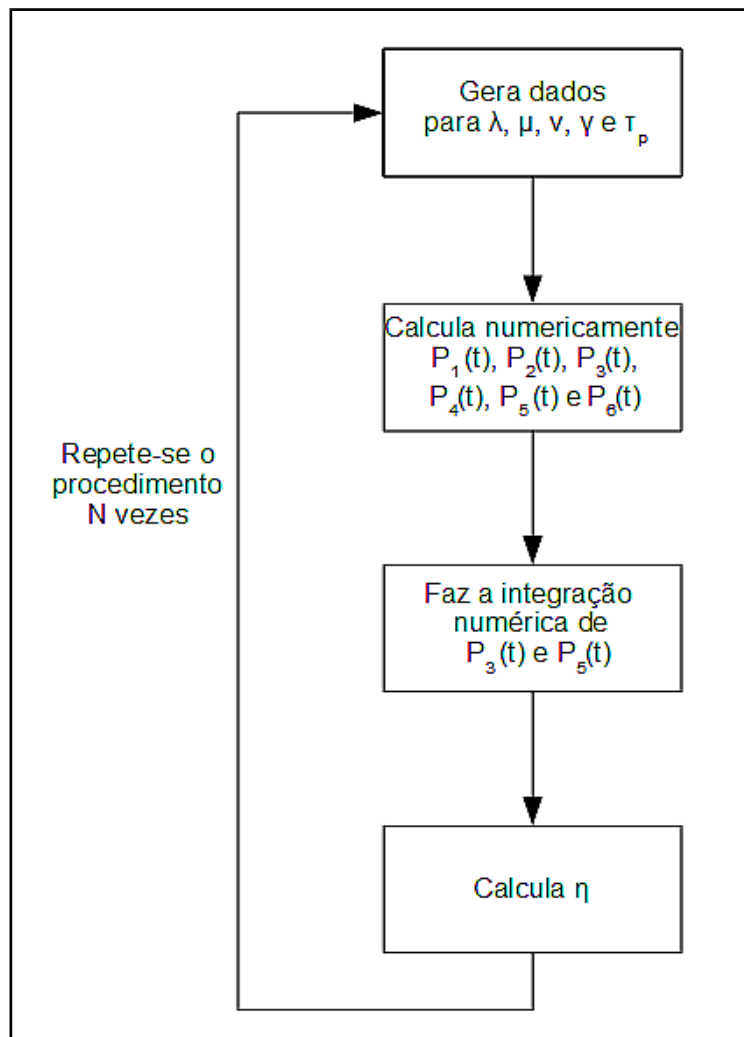 Gera dados
para λ, μ, ν, γ e τp
Calcula numericamente
P1(t), P2(t), P3(t),
P4(t), P5(t) e P6(t)
Repete-se o
procedimento
N vezes
Faz a integração
numérica de
P3(t) e P5(t)
Calcula η